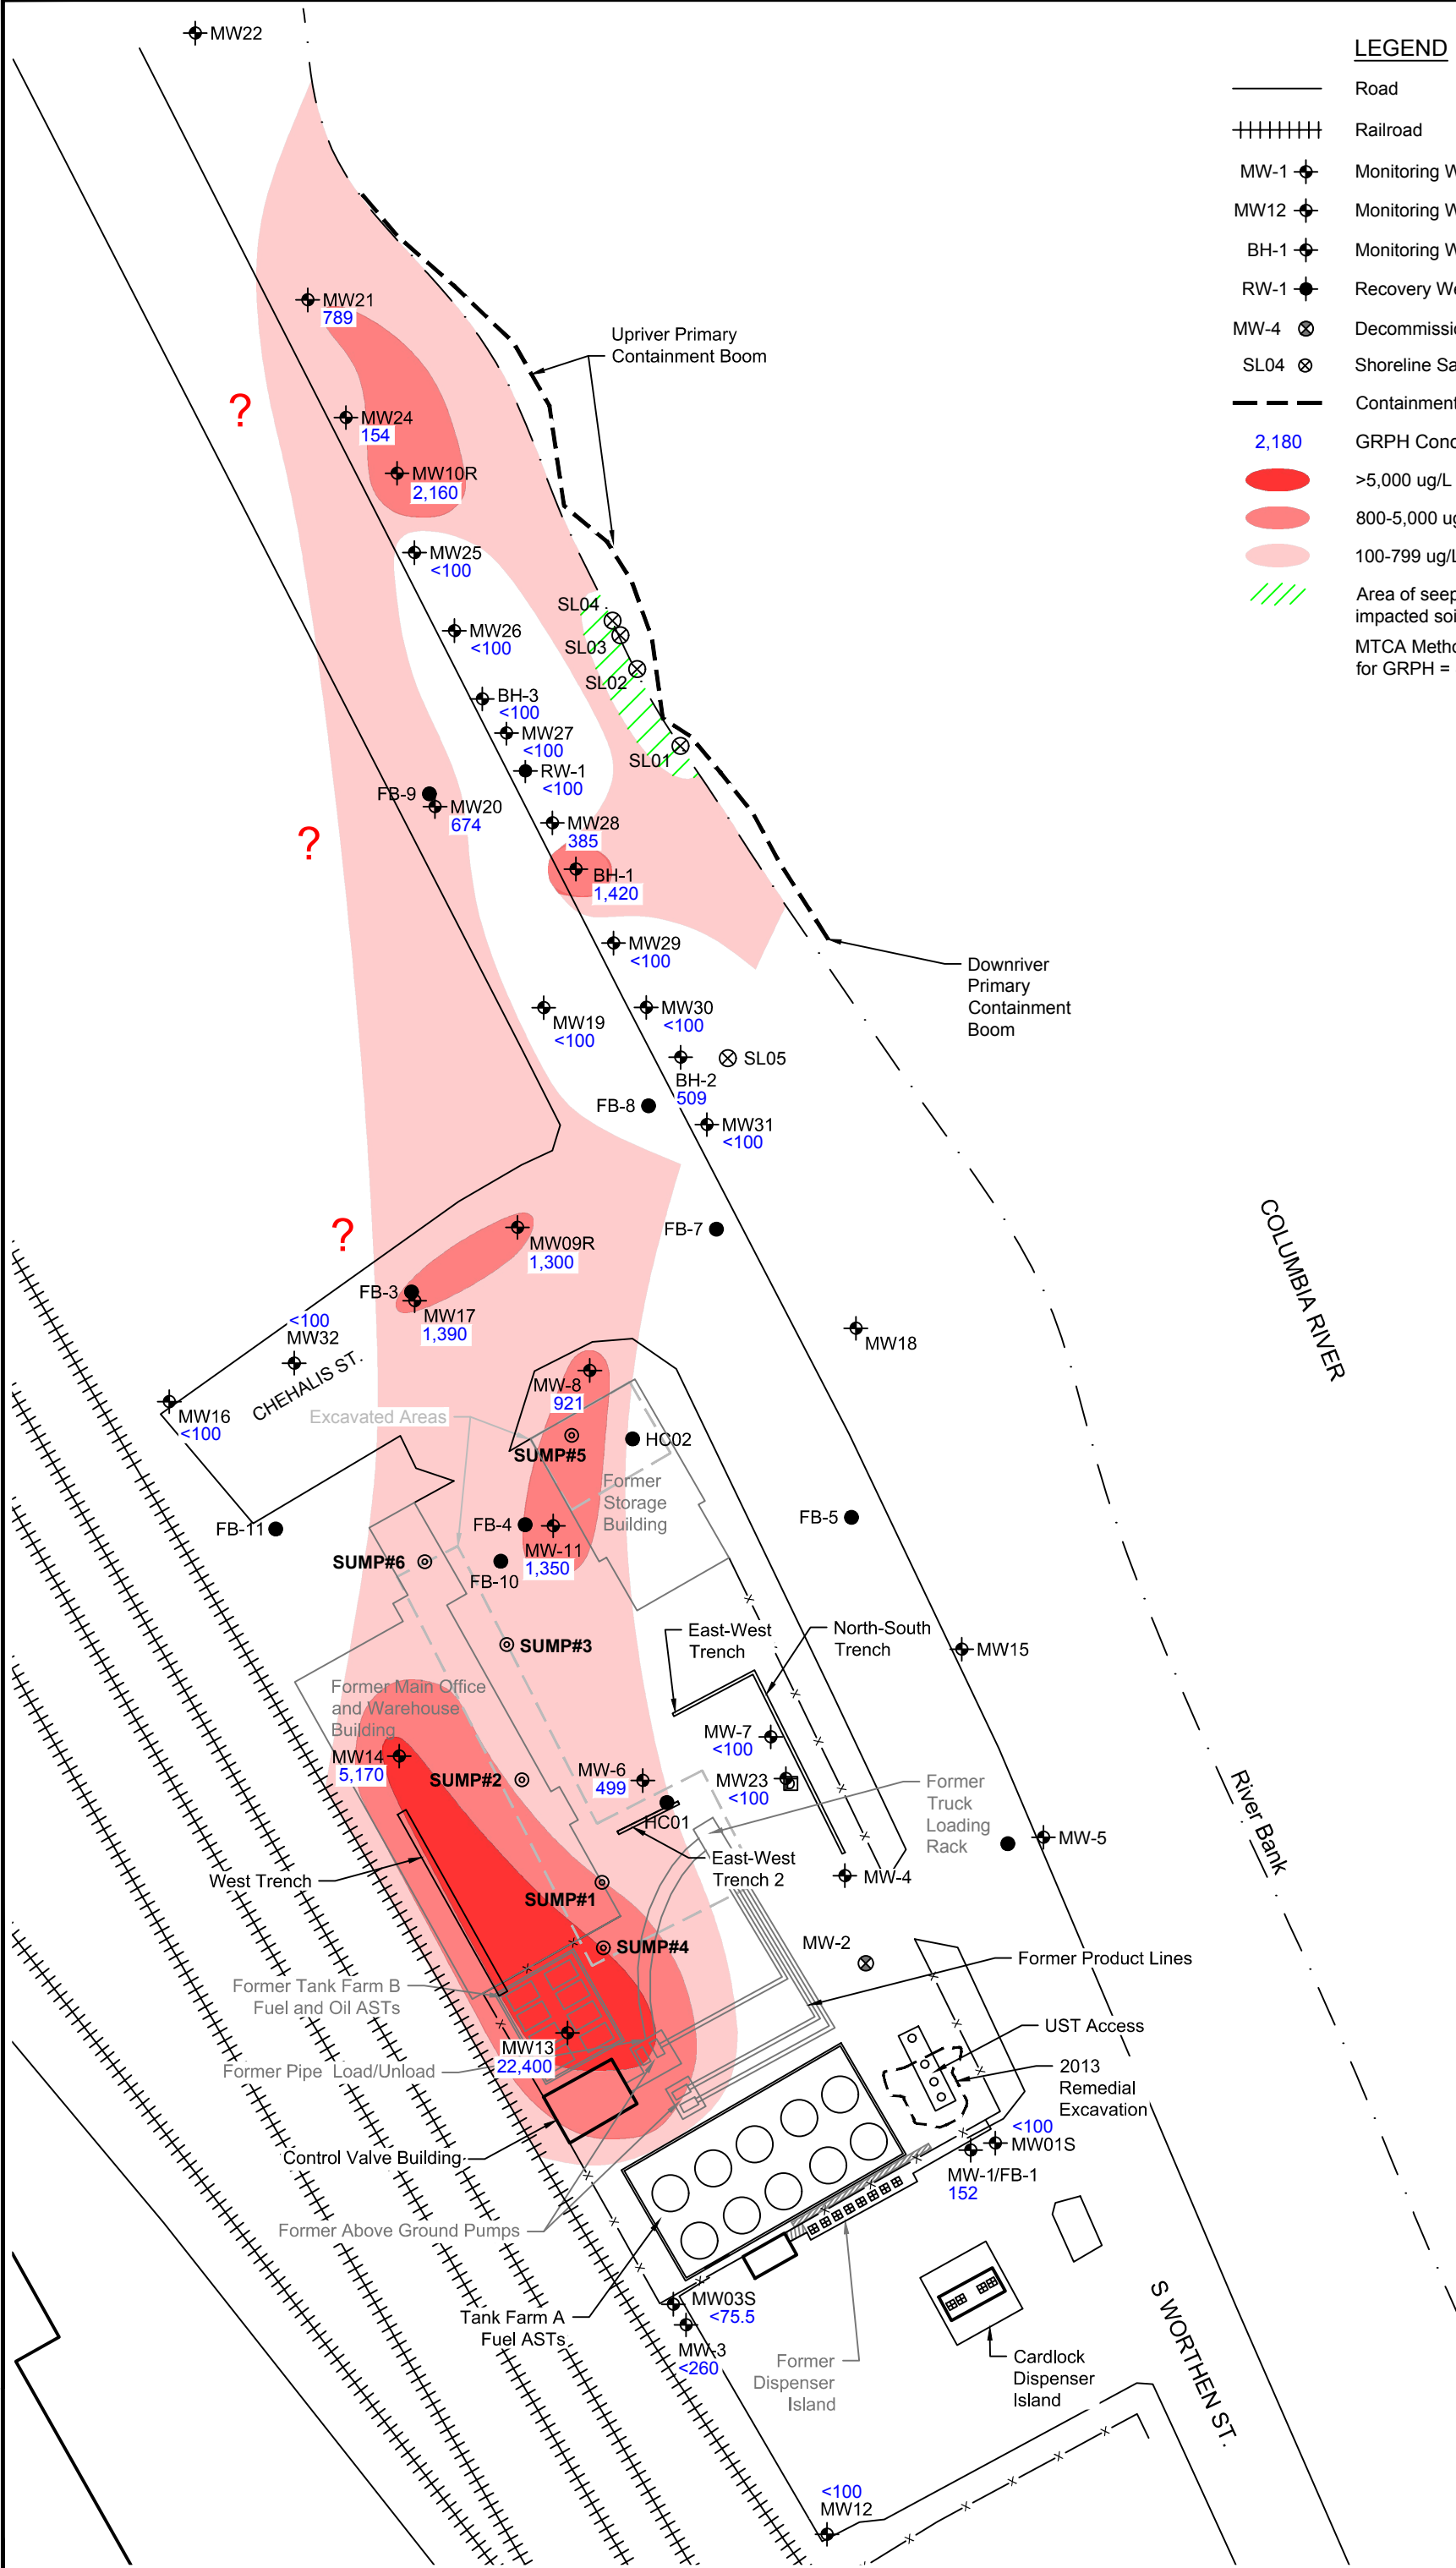 MW22
LEGEND
Road
Railroad
MW-1 Monitoring W
MW12 Monitoring W
BH-1 Monitoring W
RW-1 Recovery We
MW-4 Decommissio
SL04 Shoreline Sa
Containment
2,180 GRPH Conc
>5,000 ug/L
800-5,000 ug
100-799 ug/L
Area of seep
impacted soi
MTCA Metho
for GRPH =
MW21
789
Upriver Primary
Containment Boom
?
MW24
154
MW10R
2,160
MW25
<100
SL04
MW26
<100
SL03
SL02
BH-3
<100
MW27
<100
SL01
RW-1
<100
FB-9
MW20
674
?
MW28
385
BH-1
1,420
MW29
<100
Downriver
Primary
Containment
Boom
MW19
<100
MW30
<100
SL05
BH-2
509
FB-8
MW31
<100
COLUMBIA RIVER
?
FB-7
MW09R
1,300
FB-3
MW17
1,390
<100
MW32
MW18
CHEHALIS ST.
MW16
<100
MW-8
921
Excavated Areas
SUMP#5
HC02
Former
Storage
Building
FB-11
FB-4
FB-5
MW-11
1,350
SUMP#6
FB-10
SUMP#3
East-West
Trench
North-South
Trench
MW15
Former Main Office
and Warehouse
Building
MW14
5,170
MW-7
<100
SUMP#2
MW-6
499
MW23
<100
Former
Truck
Loading
Rack
River Bank
HC01
MW-5
East-West
Trench 2
West Trench
SUMP#1
MW-4
SUMP#4
MW-2
Former Product Lines
Former Tank Farm B
Fuel and Oil ASTs
UST Access
MW13
22,400
Former Pipe Load/Unload
2013
Remedial
Excavation
<100
MW01S
Control Valve Building
MW-1/FB-1
152
Former Above Ground Pumps
MW03S
<75.5
Tank Farm A
Fuel ASTs
MW-3
<260
Former
Dispenser
Island
Cardlock
Dispenser
Island
S WORTHEN ST.
<100
MW12